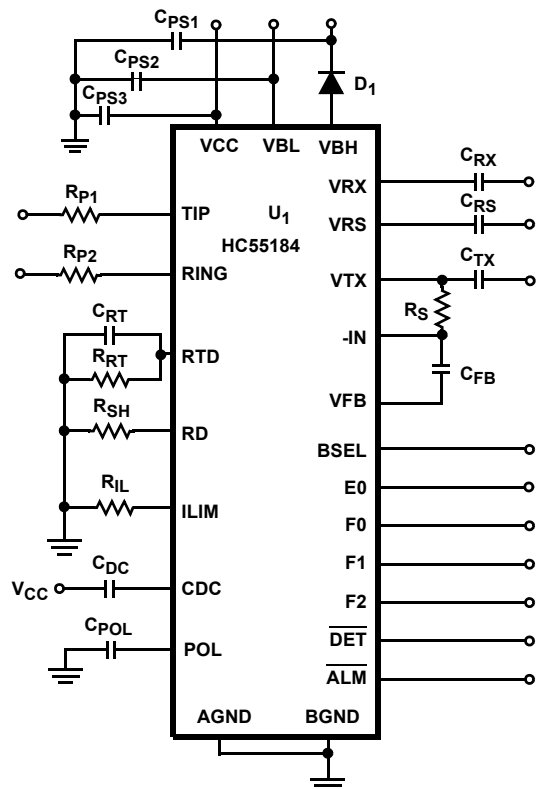 CPS1
CPS2
D1
CPS3
VCC VBL VBH
CRX
VRX
CRS
RP1
TIP
U1
VRS
HC55184
CTX
RP2
RING
VTX
RS
CRT
-IN
RTD
RRT
CFB
VFB
RSH
RD
BSEL
E0
RIL
ILIM
F0
F1
CDC
VCC
CDC
F2
CPOL
DET
POL
ALM
AGND BGND